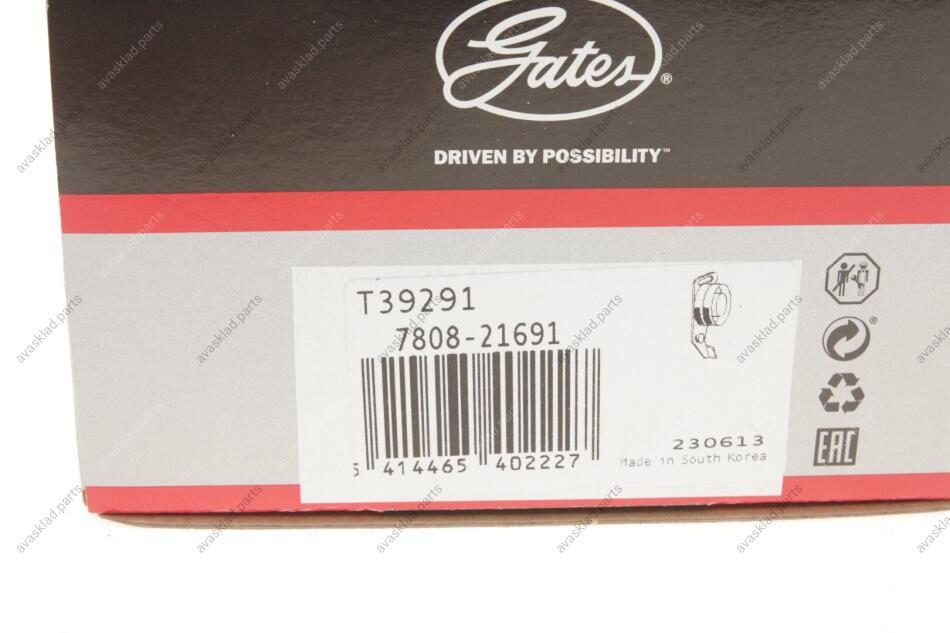 Gates®
DRIVEN BY POSSIBILITY™
T39291
7808-21691
5 414465 402227
230613
Made in South Korea
®
EAC
avasklad.parts